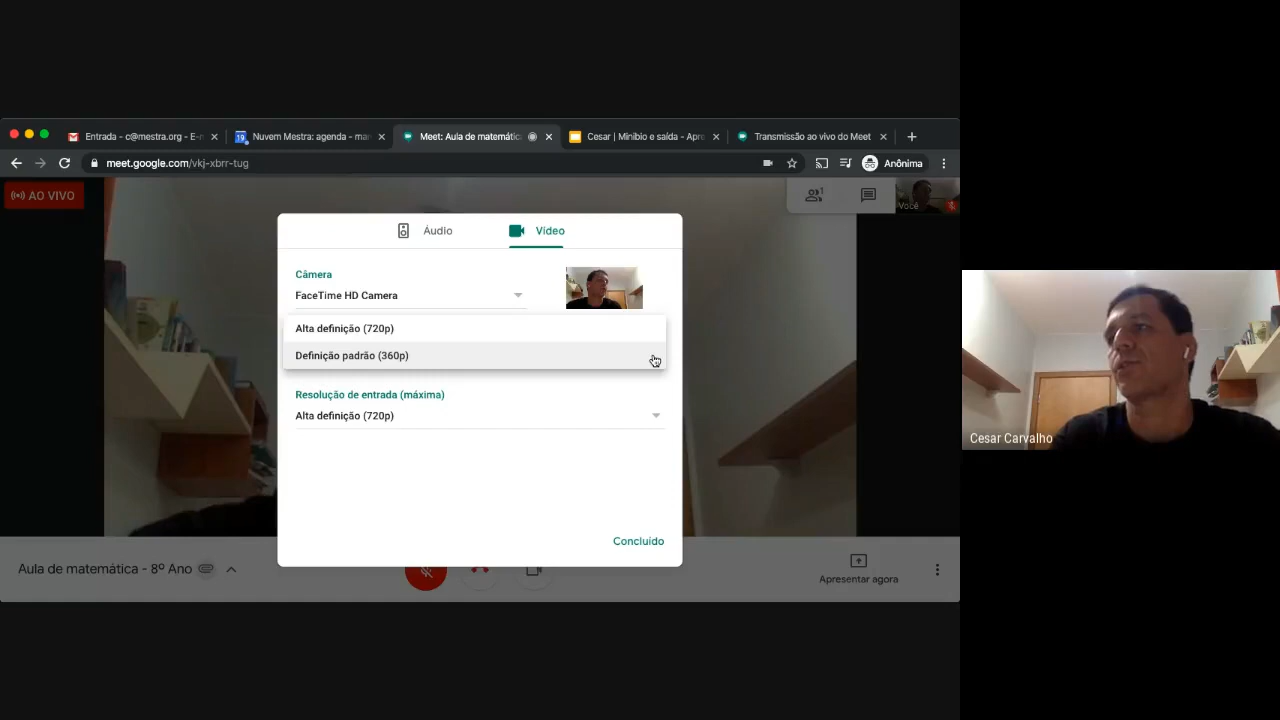 Entrada - c@mestra.org - E-
Nuvem Mestra: agenda - ma
Meet: Aula de matemátic
Cesar | Minibio e saída - Apre
Transmissão ao vivo do Meet
meet.google.com/vkj-xbrr-tug
Anônima
AO VIVO
1
Você
Áudio
Vídeo
Câmera
FaceTime HD Camera
Alta definição (720p)
Definição padrão (360p)
Resolução de entrada (máxima)
Alta definição (720p)
Concluído
Aula de matemática - 8º Ano
Apresentar agora
Cesar Carvalho